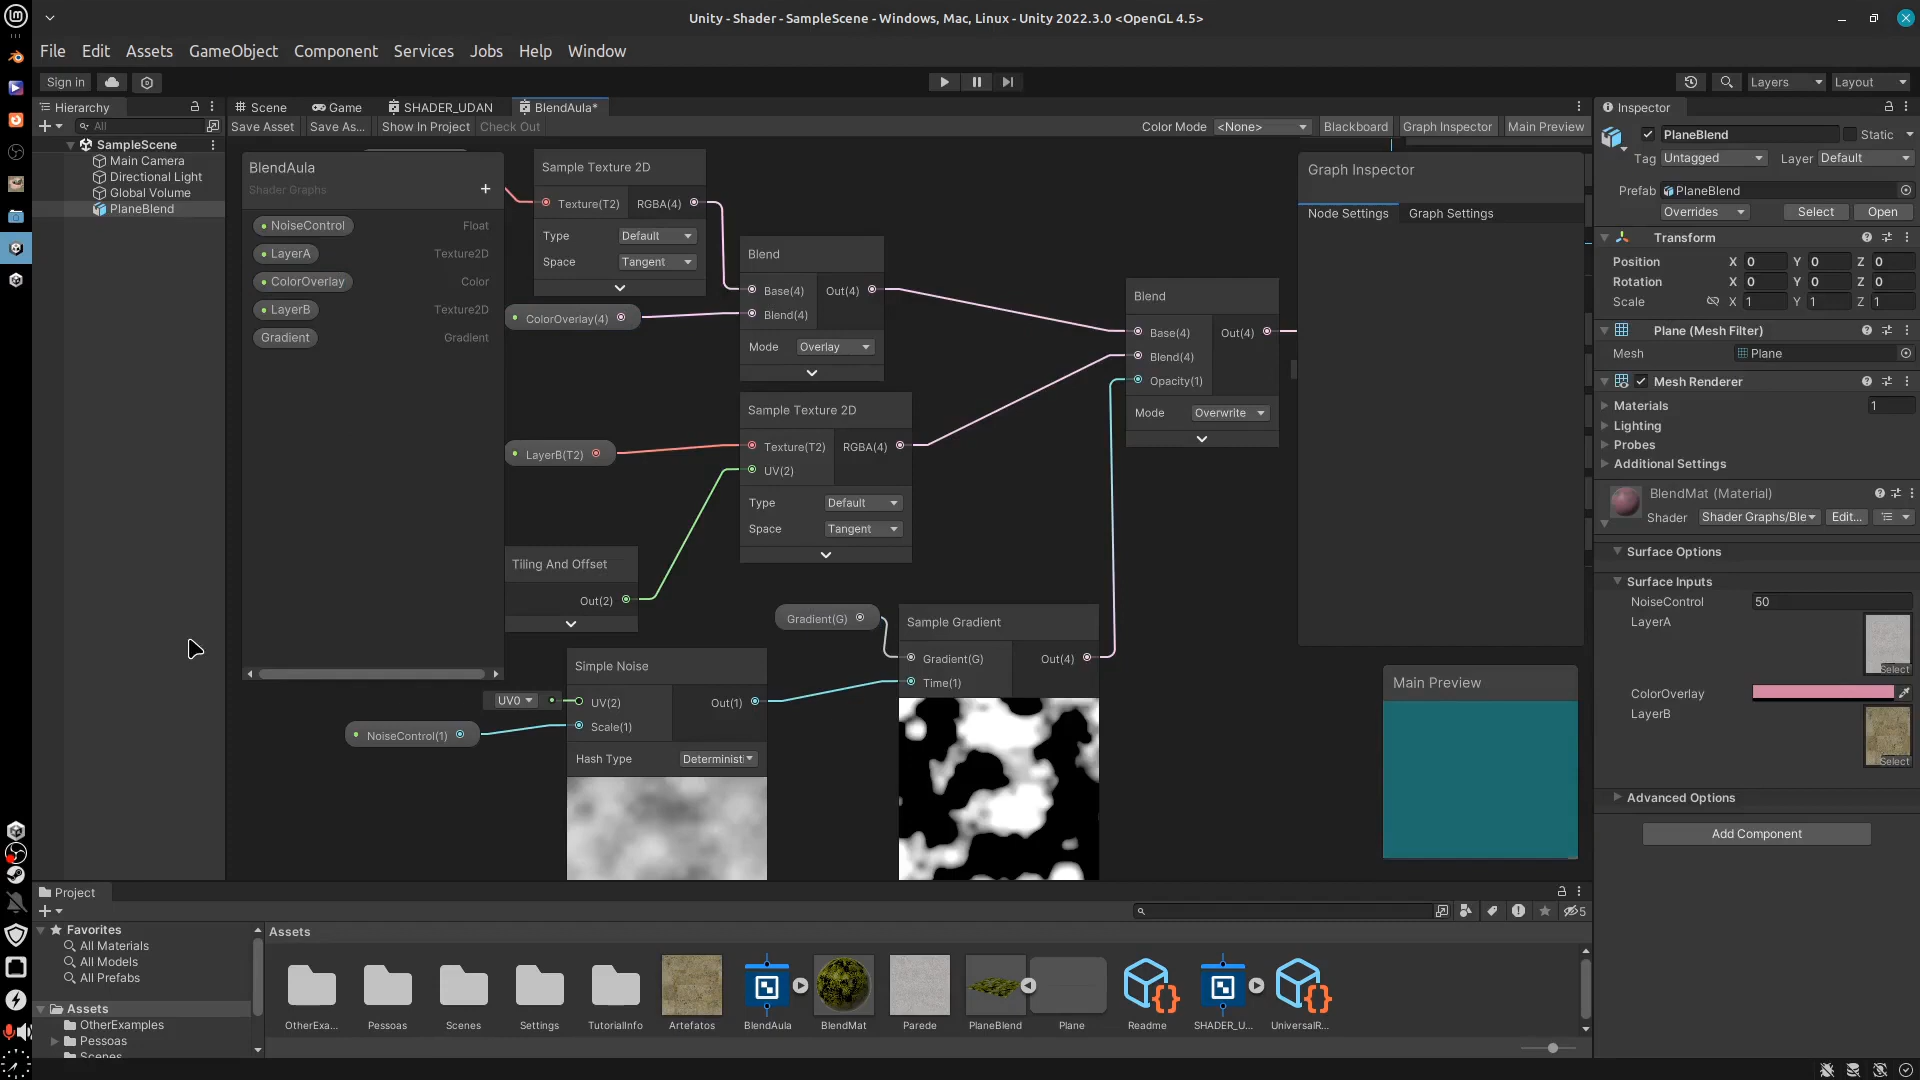 Unity - Shader - SampleScene - Windows, Mac, Linux - Unity 2022.3.0 <OpenGL 4.5>
File Edit Assets GameObject Component Services Jobs Help Window
Sign in
Layers
Layout
Hierarchy
All
SampleScene
Main Camera
Directional Light
Global Volume
PlaneBlend
Scene
Game
SHADER_UDAN
BlendAula*
Save Asset
Save As...
Show In Project
Check Out
Color Mode
<None>
Blackboard
Graph Inspector
Main Preview
BlendAula
Shader Graphs
NoiseControl Float
LayerA Texture2D
ColorOverlay Color
LayerB Texture2D
Gradient Gradient
Sample Texture 2D
Texture(T2) RGBA(4)
Type Default
Space Tangent
ColorOverlay(4)
Blend
Base(4) Out(4)
Blend(4)
Mode Overlay
LayerB(T2)
Sample Texture 2D
Texture(T2) RGBA(4)
UV(2)
Type Default
Space Tangent
Tiling And Offset
Out(2)
Gradient(G)
Sample Gradient
Gradient(G) Out(4)
Time(1)
Simple Noise
UV0
UV(2) Out(1)
NoiseControl(1)
Scale(1)
Hash Type Determinist
Blend
Base(4) Out(4)
Blend(4)
Opacity(1)
Mode Overwrite
Graph Inspector
Node Settings
Graph Settings
Main Preview
Inspector
PlaneBlend
Static
Tag Untagged Layer Default
Prefab PlaneBlend
Overrides Select Open
Transform
Position X 0 Y 0 Z 0
Rotation X 0 Y 0 Z 0
Scale X 1 Y 1 Z 1
Plane (Mesh Filter)
Mesh Plane
Mesh Renderer
Materials 1
Lighting
Probes
Additional Settings
BlendMat (Material)
Shader Shader Graphs/Ble Edit...
Surface Options
Surface Inputs
NoiseControl 50
LayerA
Select
ColorOverlay
LayerB
Select
Advanced Options
Add Component
Project
5
Favorites
All Materials
All Models
All Prefabs
Assets
OtherExamples
Pessoas
Scenes
Assets
OtherExa...
Pessoas
Scenes
Settings
TutorialInfo
Artefatos
BlendAula
BlendMat
Parede
PlaneBlend
Plane
Readme
SHADER_U...
UniversalR...